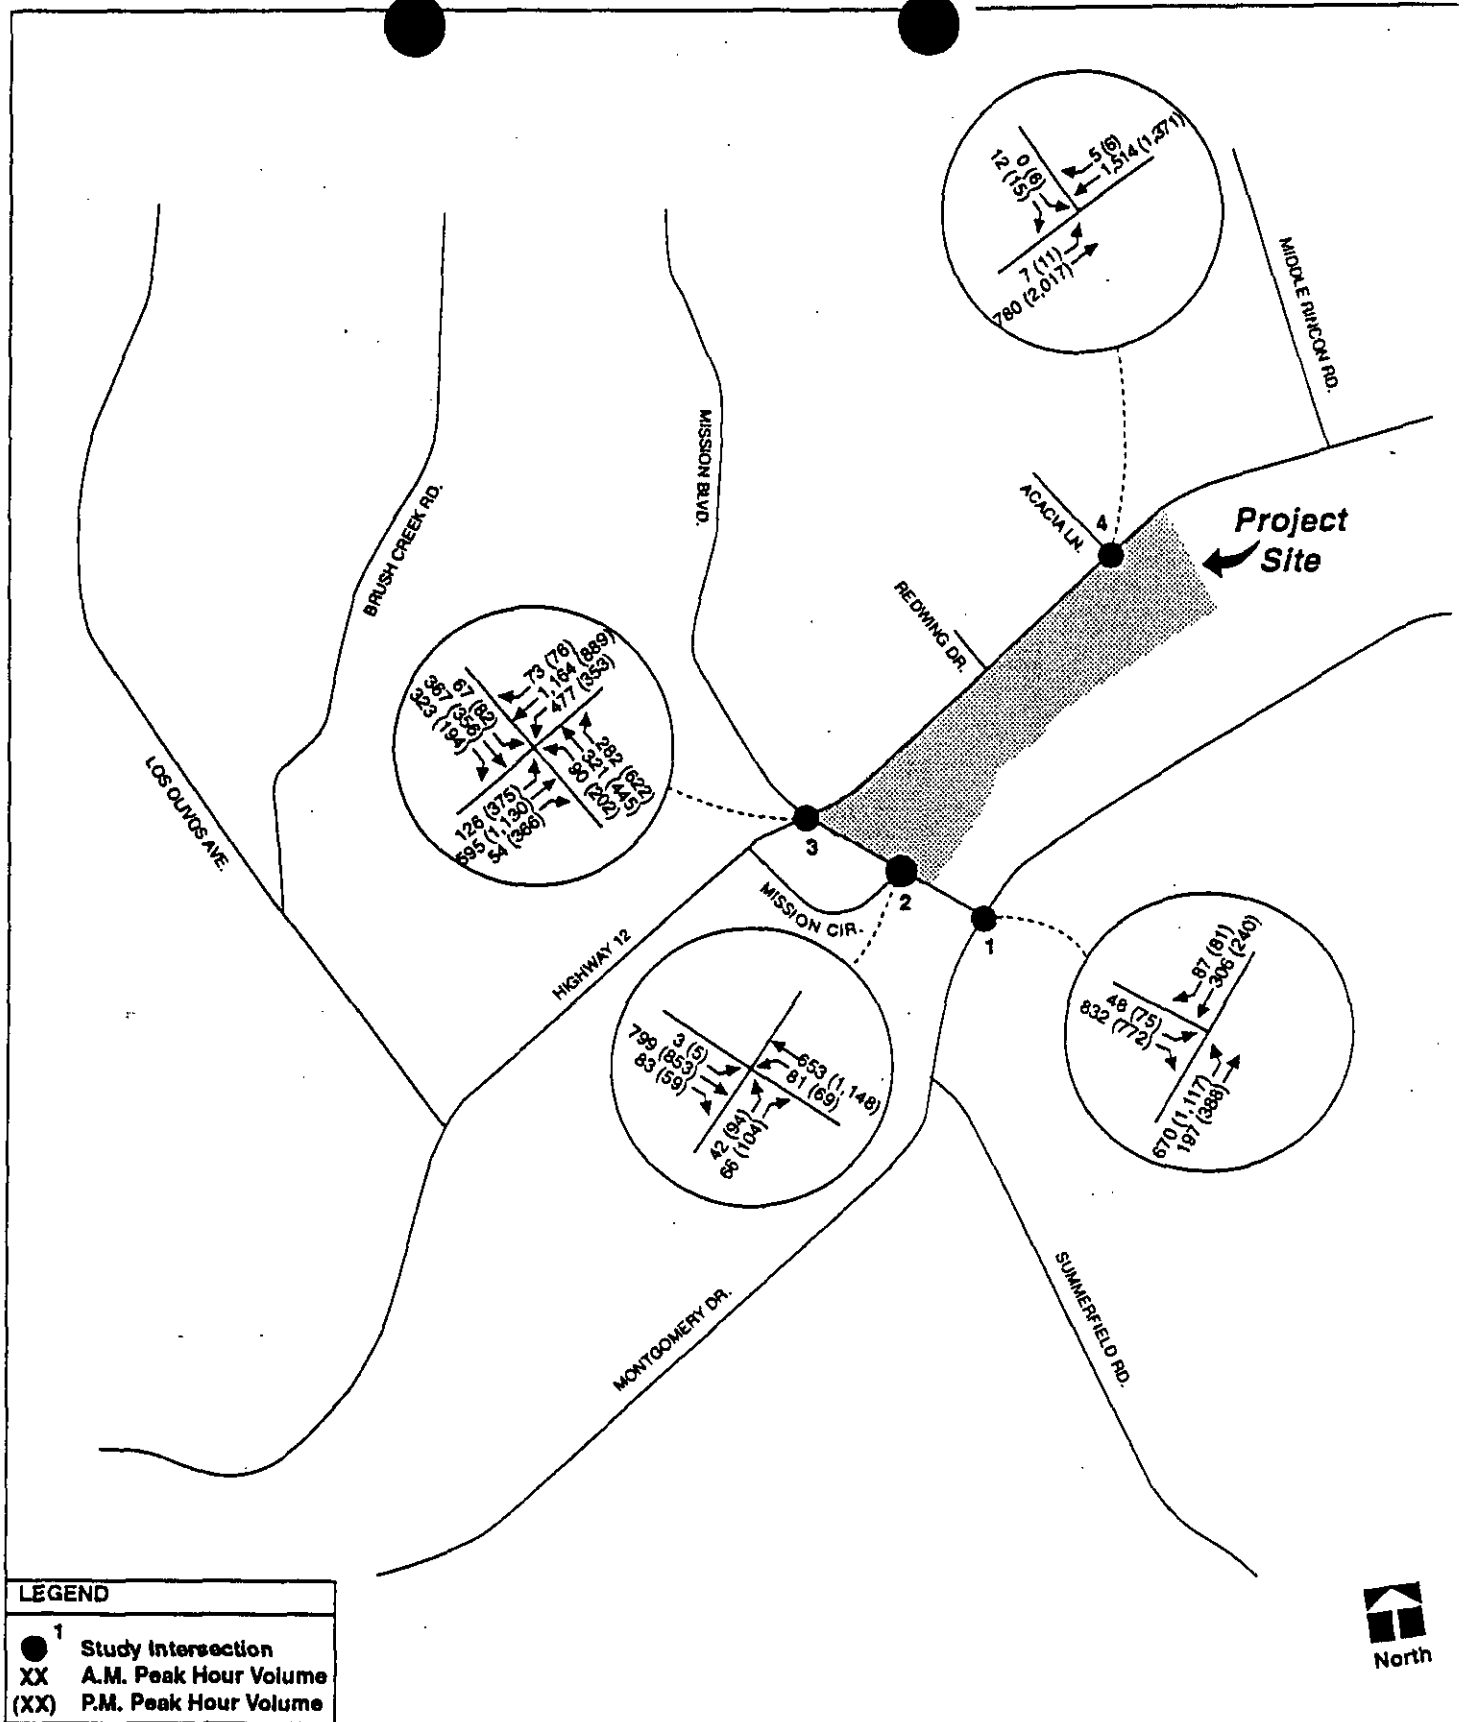 5 (6)
1,514 (1,371)
0 (6)
12 (15)
7 (11)
780 (2,017)
MIDDLE RINCON RD.
MISSION BLVD.
BRUSH CREEK RD.
ACACIA LN.
4
Project
Site
REDWING DR.
73 (76)
1,164 (889)
477 (353)
67 (82)
367 (356)
323 (194)
282 (622)
321 (445)
90 (202)
126 (375)
695 (1,130)
54 (366)
LOS OLIVOS AVE.
3
2
1
MISSION CIR.
HIGHWAY 12
87 (81)
306 (240)
48 (75)
832 (772)
670 (1,117)
197 (388)
3 (5)
799 (853)
83 (59)
653 (1,148)
81 (69)
42 (94)
66 (104)
MONTGOMERY DR.
SUMMERFIELD RD.
LEGEND
1 Study Intersection
XX A.M. Peak Hour Volume
(XX) P.M. Peak Hour Volume
North